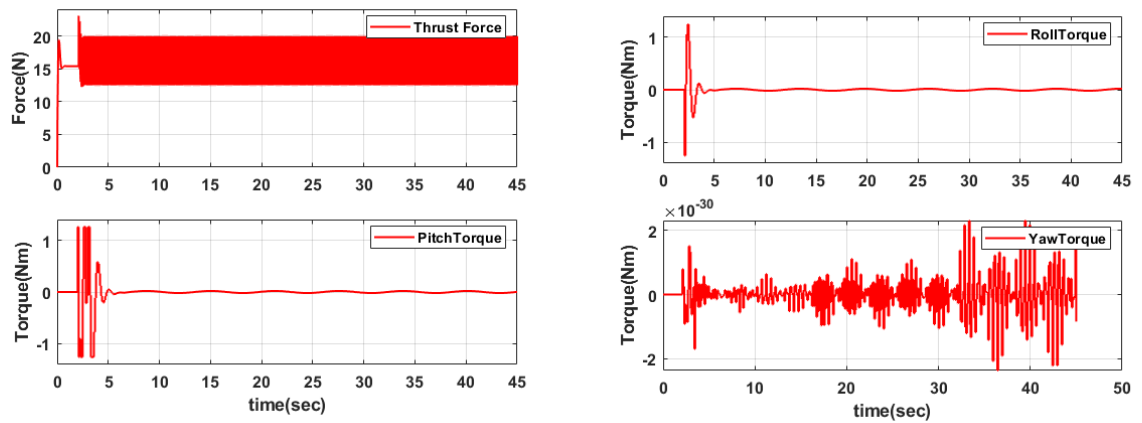 Thrust Force
Force(N)
20
15
10
5
0
0 5 10 15 20 25 30 35 40 45
RollTorque
Torque(Nm)
1
0
-1
0 5 10 15 20 25 30 35 40 45
PitchTorque
Torque(Nm)
1
0
-1
0 5 10 15 20 25 30 35 40 45
time(sec)
×10^-30
YawTorque
Torque(Nm)
2
0
-2
0 10 20 30 40 50
time(sec)